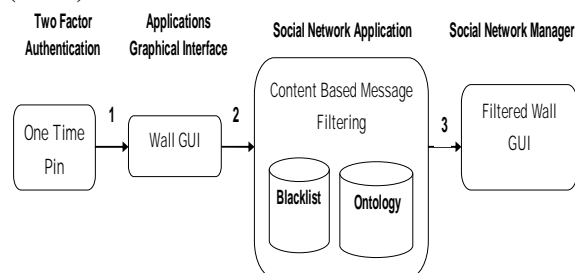 Two Factor
Authentication
Applications
Graphical Interface
Social Network Application
Social Network Manager
One Time
Pin
1
Wall GUI
2
Content Based Message
Filtering
Blacklist
Ontology
3
Filtered Wall
GUI